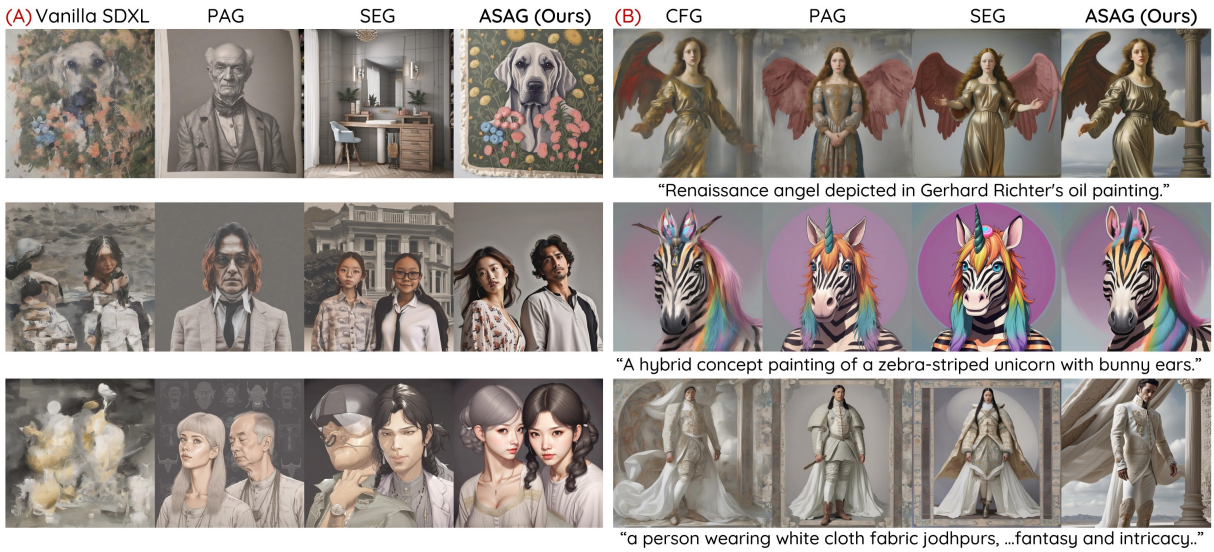 (A) Vanilla SDXL PAG SEG ASAG (Ours) (B) CFG PAG SEG ASAG (Ours)
“Renaissance angel depicted in Gerhard Richter's oil painting.”
“A hybrid concept painting of a zebra-striped unicorn with bunny ears.”
“a person wearing white cloth fabric jodhpurs, ...fantasy and intricacy..”